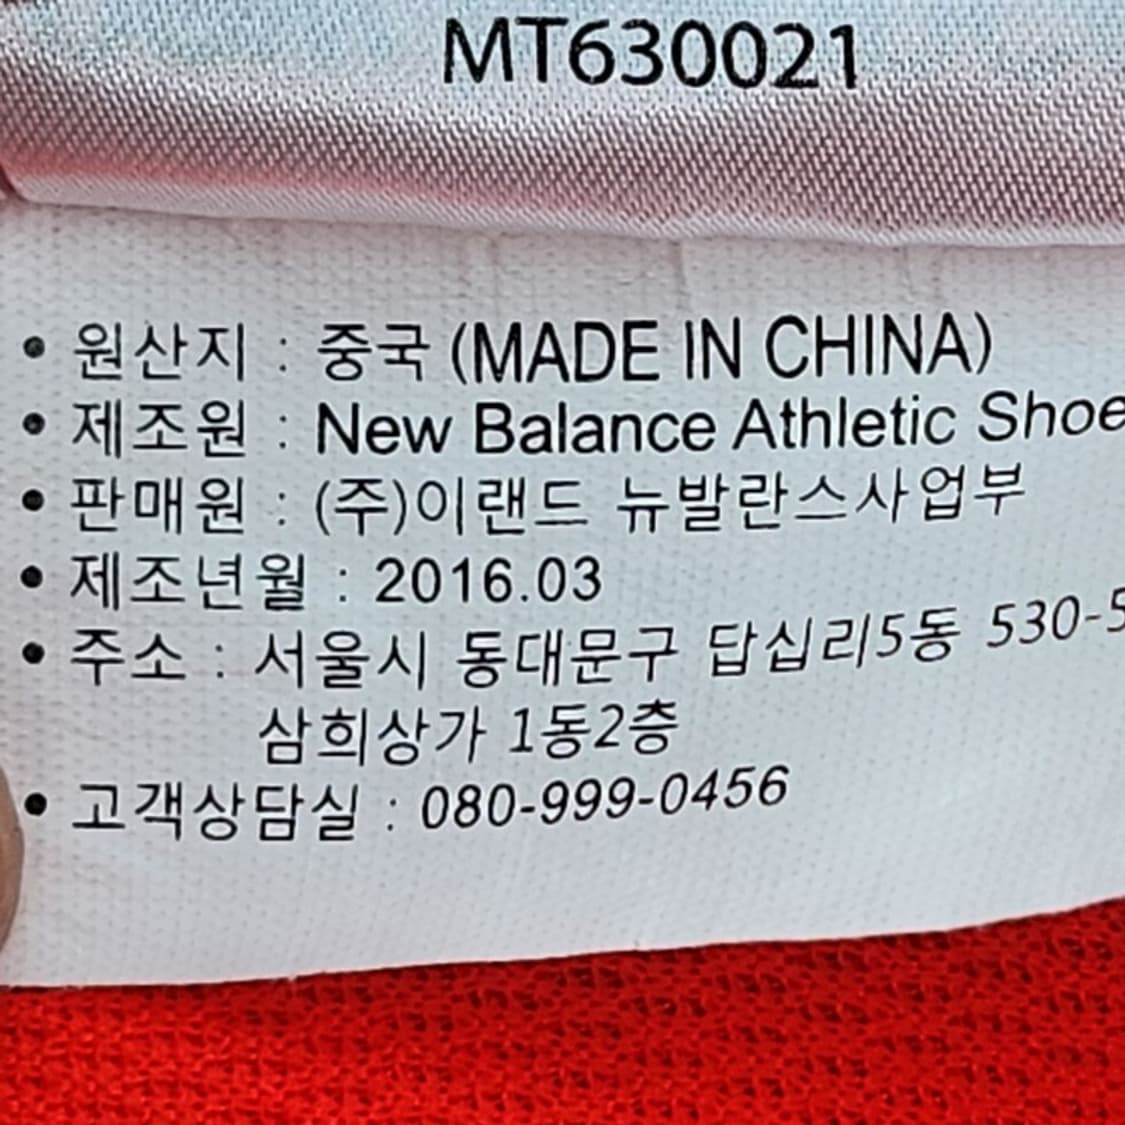 MT630021
• 원산지 : 중국 (MADE IN CHINA)
• 제조원 : New Balance Athletic Shoe
• 판매원 : (주)이랜드 뉴발란스사업부
• 제조년월 : 2016.03
• 주소 : 서울시 동대문구 답십리5동 530-5
삼희상가 1동2층
• 고객상담실 : 080-999-0456